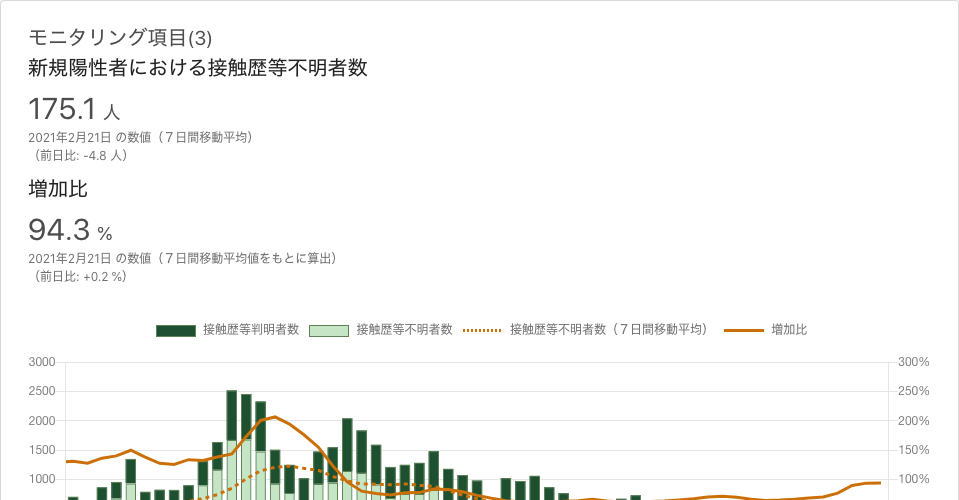 モニタリング項目(3)
新規陽性者における接触歴等不明者数
175.1 人
2021年2月21日 の数値（７日間移動平均）
（前日比: -4.8 人）
増加比
94.3 %
2021年2月21日 の数値（７日間移動平均値をもとに算出）
（前日比: +0.2 %）
接触歴等判明者数 接触歴等不明者数 接触歴等不明者数（７日間移動平均） 増加比
3000 300%
2500 250%
2000 200%
1500 150%
1000 100%